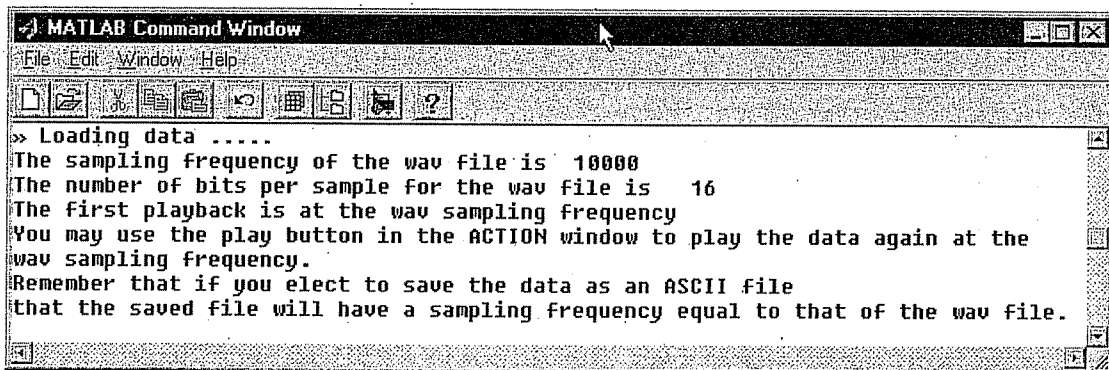 MATLAB Command Window
File Edit Window Help
?
» Loading data .....
The sampling frequency of the wav file is 10000
The number of bits per sample for the wav file is 16
The first playback is at the wav sampling frequency
You may use the play button in the ACTION window to play the data again at the
wav sampling frequency.
Remember that if you elect to save the data as an ASCII file
that the saved file will have a sampling frequency equal to that of the wav file.